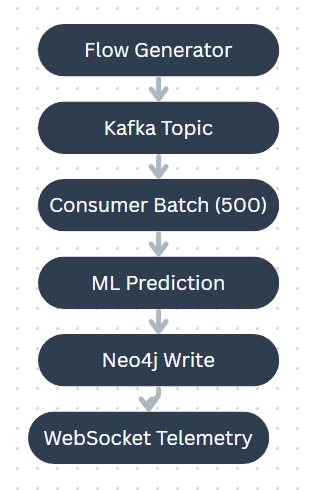 Flow Generator
Kafka Topic
Consumer Batch (500)
ML Prediction
Neo4j Write
WebSocket Telemetry